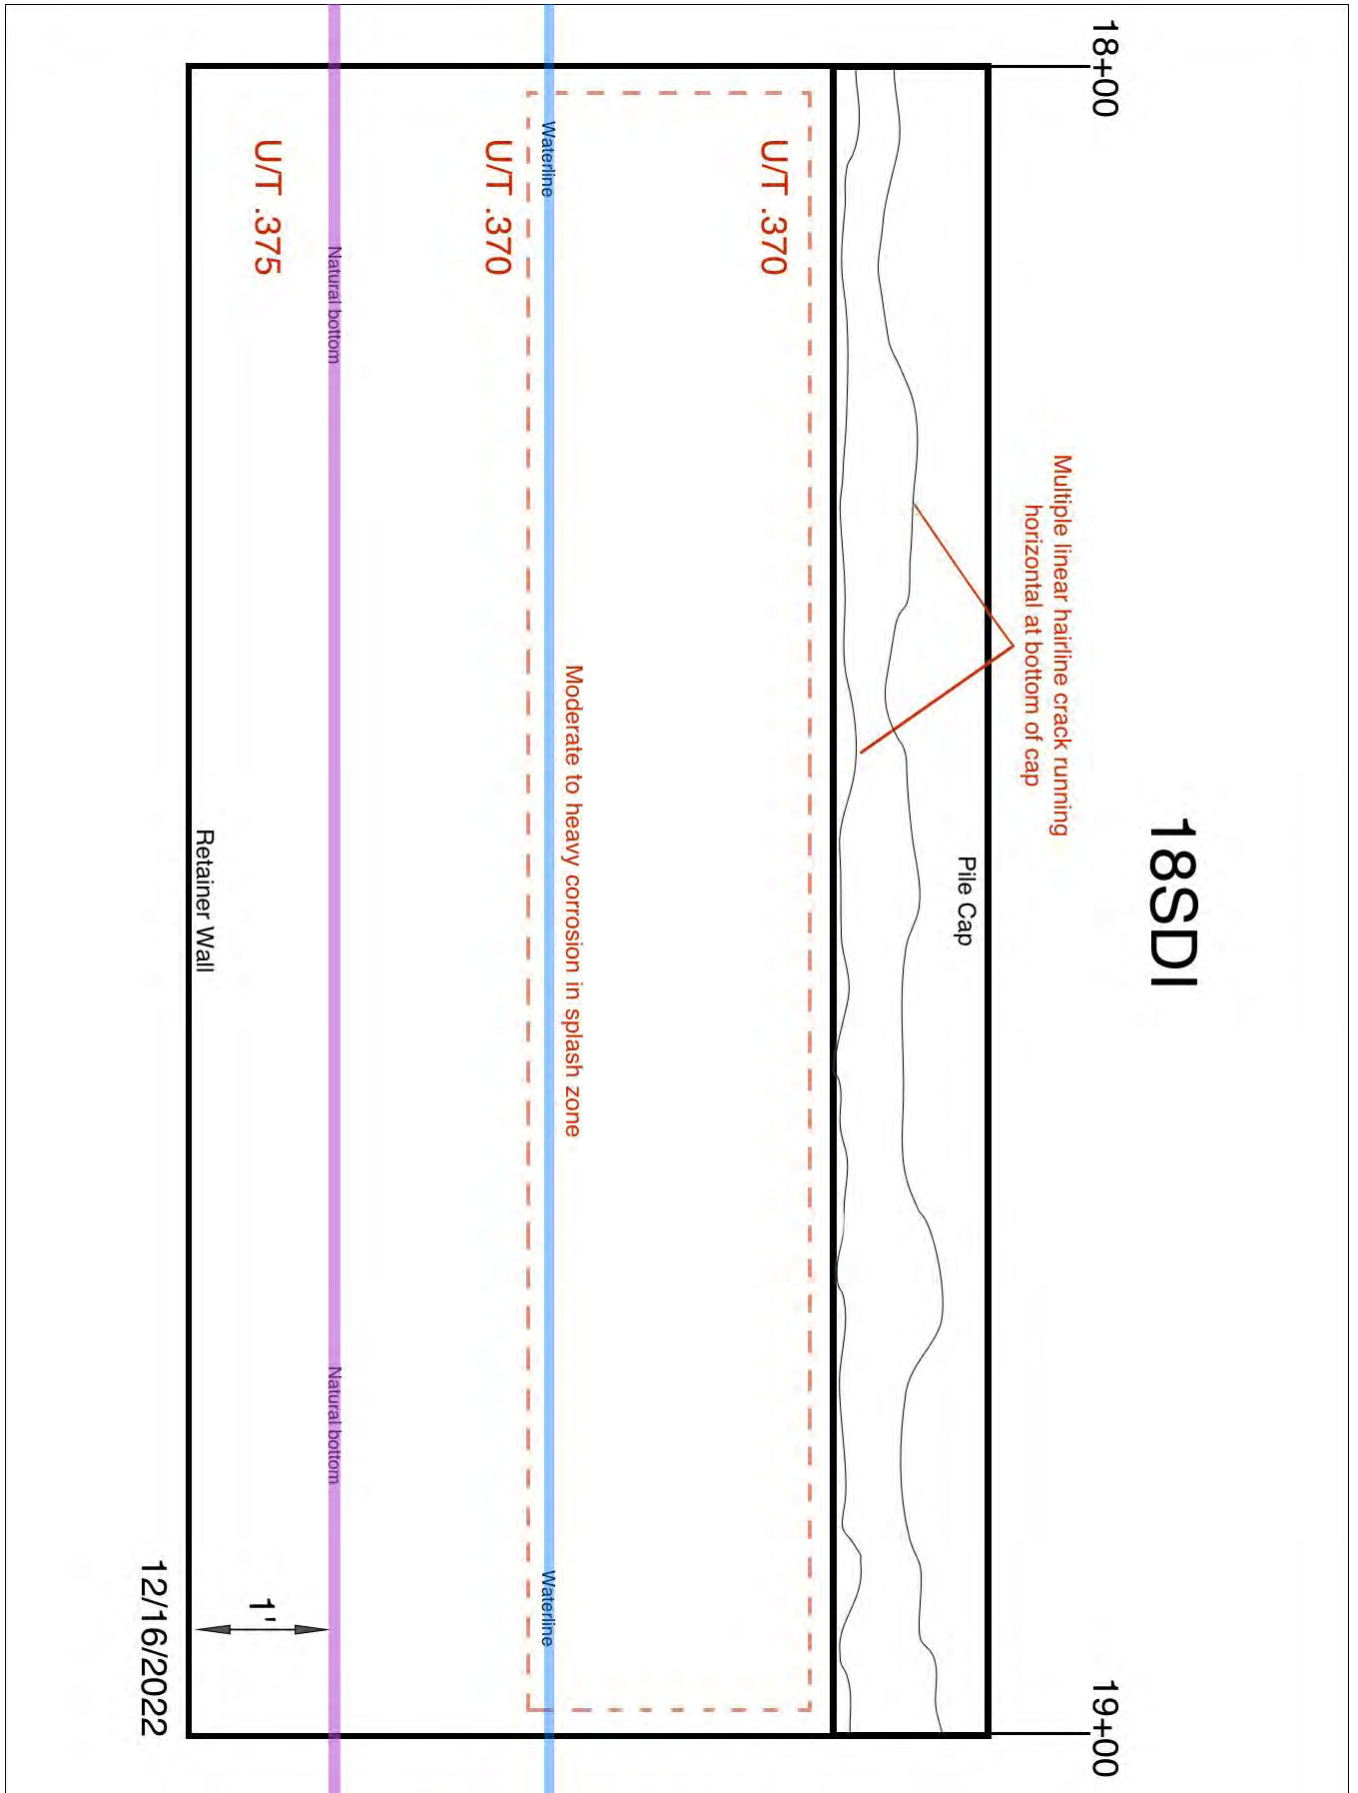 18SDI
18+00
19+00
Multiple linear hairline crack running
horizontal at bottom of cap
Pile Cap
U/T .370
Moderate to heavy corrosion in splash zone
Waterline
Waterline
U/T .370
Natural bottom
Natural bottom
U/T .375
1'
Retainer Wall
12/16/2022